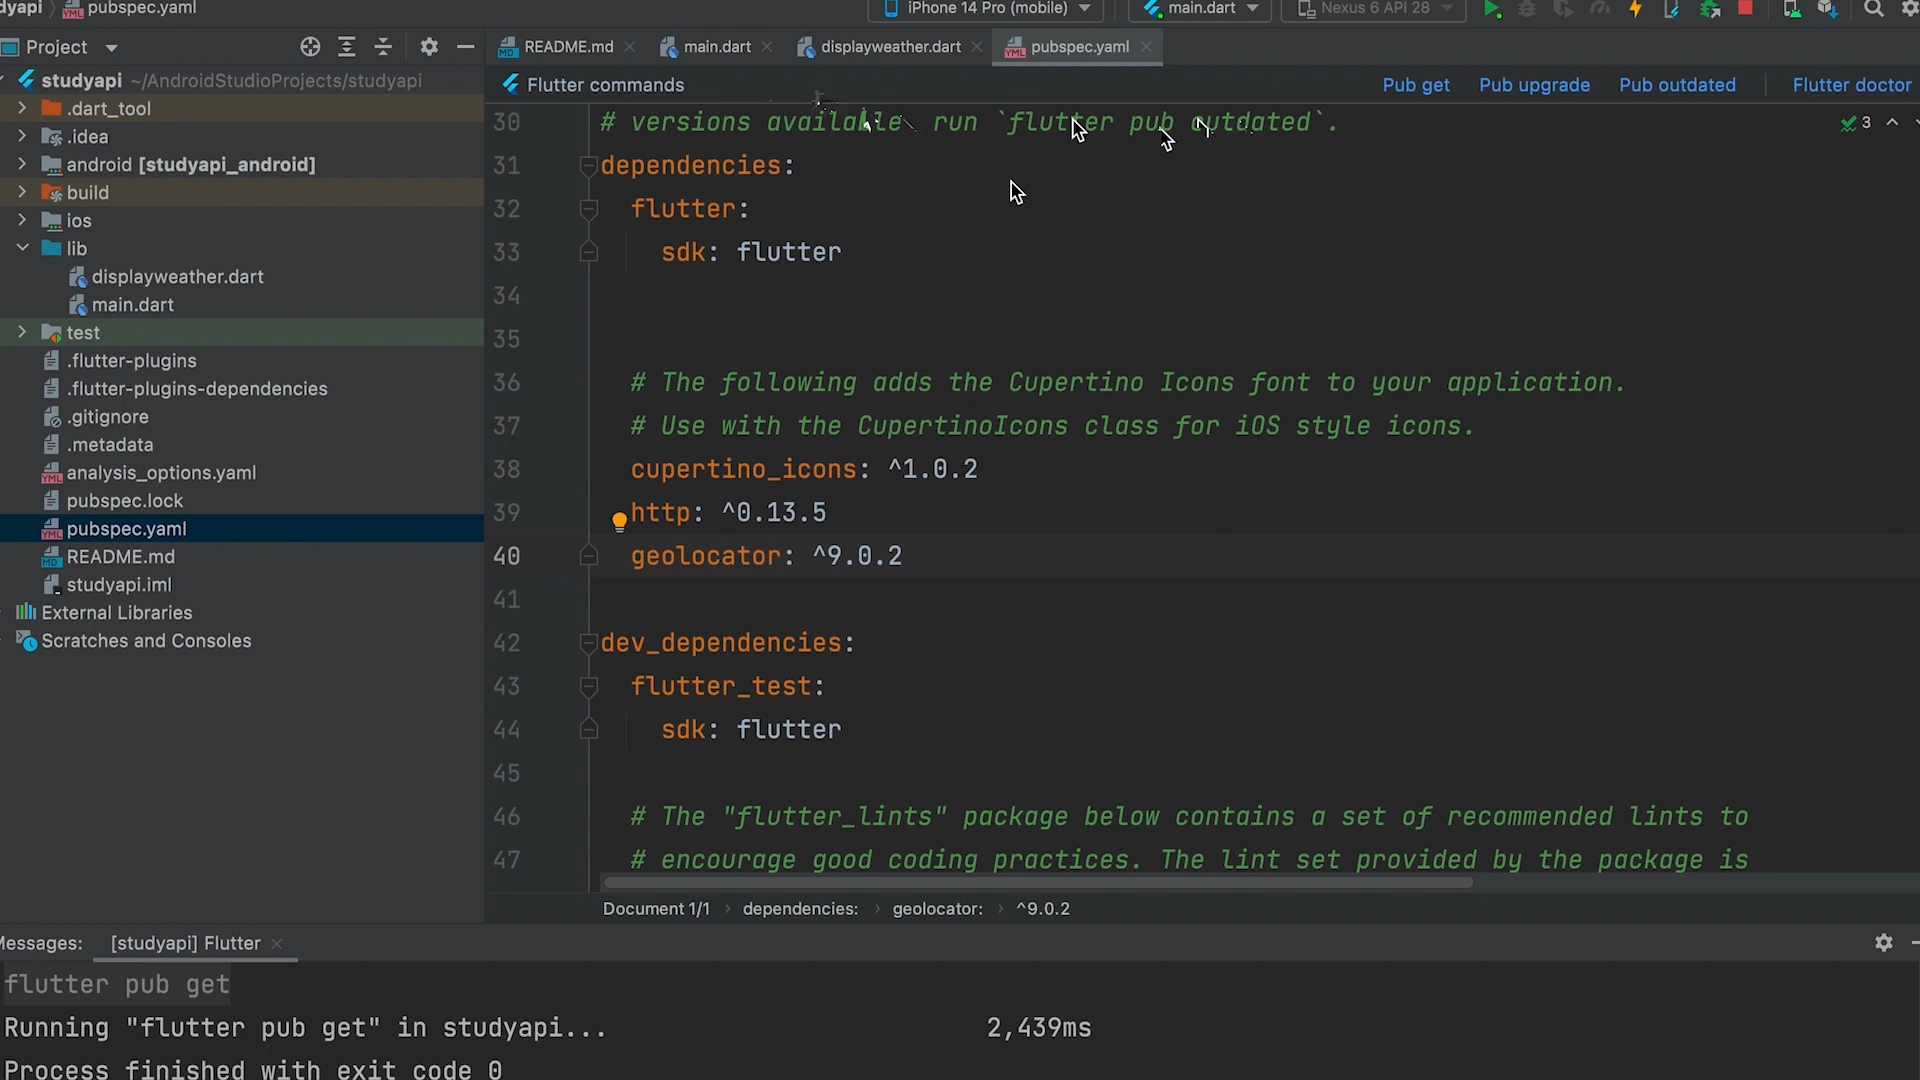 dyapi pubspec.yaml iPhone 14 Pro (mobile) main.dart Nexus 6 API 28
Project README.md main.dart displayweather.dart pubspec.yaml
studyapi ~/AndroidStudioProjects/studyapi
Flutter commands Pub get Pub upgrade Pub outdated Flutter doctor
.dart_tool
.idea
android [studyapi_android]
build
ios
lib
displayweather.dart
main.dart
test
.flutter-plugins
.flutter-plugins-dependencies
.gitignore
.metadata
analysis_options.yaml
pubspec.lock
pubspec.yaml
README.md
studyapi.iml
External Libraries
Scratches and Consoles
30 # versions available, run `flutter pub outdated`.
3
31 dependencies:
32 flutter:
33 sdk: flutter
34
35
36 # The following adds the Cupertino Icons font to your application.
37 # Use with the CupertinoIcons class for iOS style icons.
38 cupertino_icons: ^1.0.2
39 http: ^0.13.5
40 geolocator: ^9.0.2
41
42 dev_dependencies:
43 flutter_test:
44 sdk: flutter
45
46 # The "flutter_lints" package below contains a set of recommended lints to
47 # encourage good coding practices. The lint set provided by the package is
Document 1/1 dependencies: geolocator: ^9.0.2
Messages: [studyapi] Flutter
flutter pub get
Running "flutter pub get" in studyapi... 2,439ms
Process finished with exit code 0